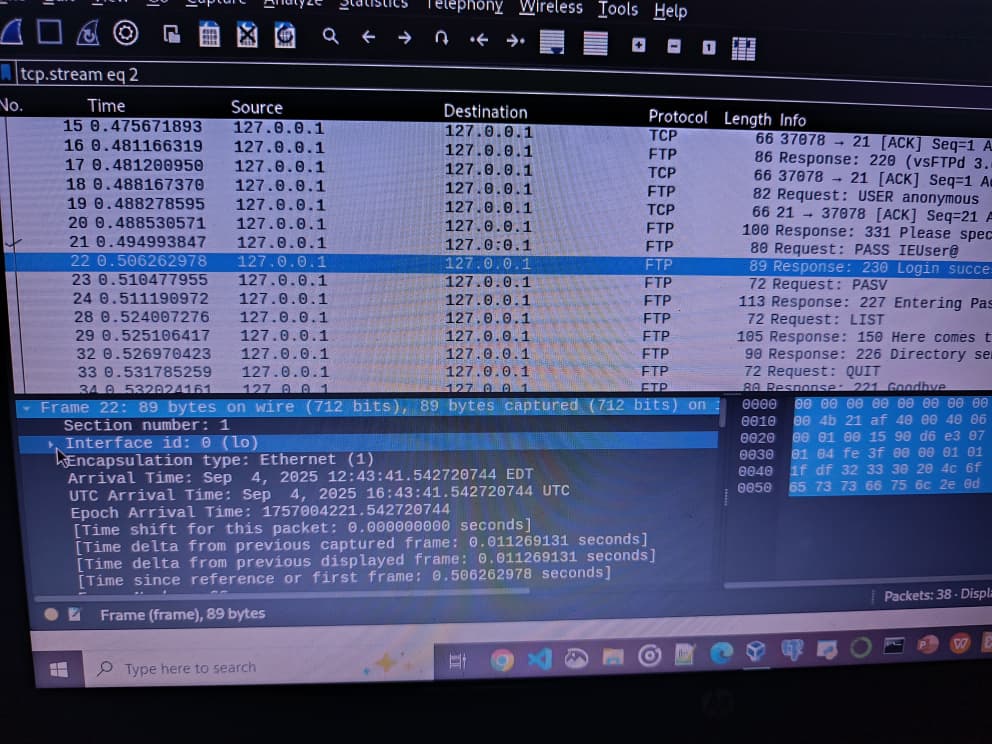 Capture Analyze Statistics Telephony Wireless Tools Help
tcp.stream eq 2
No. Time Source Destination Protocol Length Info
15 0.475671893 127.0.0.1 127.0.0.1 TCP 66 37078 → 21 [ACK] Seq=1 A
16 0.481166319 127.0.0.1 127.0.0.1 FTP 86 Response: 220 (vsFTPd 3.
17 0.481200950 127.0.0.1 127.0.0.1 TCP 66 37078 → 21 [ACK] Seq=1 A
18 0.488167370 127.0.0.1 127.0.0.1 FTP 82 Request: USER anonymous
19 0.488278595 127.0.0.1 127.0.0.1 TCP 66 21 → 37078 [ACK] Seq=21 A
20 0.488530571 127.0.0.1 127.0.0.1 FTP 100 Response: 331 Please spec
21 0.494993847 127.0.0.1 127.0.0.1 FTP 80 Request: PASS IEUser@
22 0.506262978 127.0.0.1 127.0.0.1 FTP 89 Response: 230 Login succe
23 0.510477955 127.0.0.1 127.0.0.1 FTP 72 Request: PASV
24 0.511190972 127.0.0.1 127.0.0.1 FTP 113 Response: 227 Entering Pas
28 0.524007276 127.0.0.1 127.0.0.1 FTP 72 Request: LIST
29 0.525106417 127.0.0.1 127.0.0.1 FTP 105 Response: 150 Here comes t
32 0.526970423 127.0.0.1 127.0.0.1 FTP 90 Response: 226 Directory se
33 0.531785259 127.0.0.1 127.0.0.1 FTP 72 Request: QUIT
34 0.532024161 127.0.0.1 127.0.0.1 FTP 80 Response: 221 Goodbye
Frame 22: 89 bytes on wire (712 bits), 89 bytes captured (712 bits) on
Section number: 1
Interface id: 0 (lo)
Encapsulation type: Ethernet (1)
Arrival Time: Sep 4, 2025 12:43:41.542720744 EDT
UTC Arrival Time: Sep 4, 2025 16:43:41.542720744 UTC
Epoch Arrival Time: 1757004221.542720744
[Time shift for this packet: 0.000000000 seconds]
[Time delta from previous captured frame: 0.011269131 seconds]
[Time delta from previous displayed frame: 0.011269131 seconds]
[Time since reference or first frame: 0.506262978 seconds]
0000 00 00 00 00 00 00 00 00
0010 00 4b 21 af 40 00 40 06
0020 00 01 00 15 90 d6 e3 07
0030 01 04 fe 3f 00 00 01 01
0040 1f df 32 33 30 20 4c 6f
0050 65 73 73 66 75 6c 2e 0d
Frame (frame), 89 bytes
Packets: 38 · Displa
Type here to search